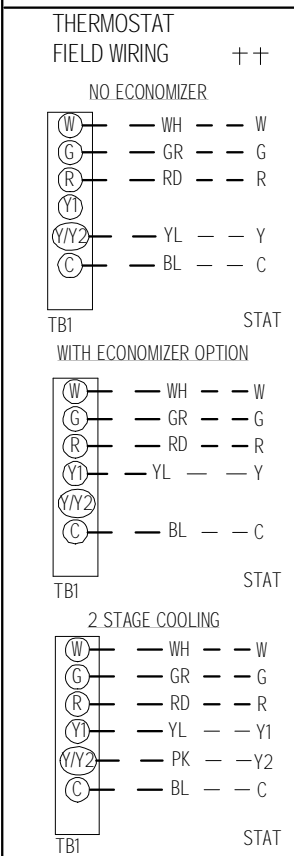 THERMOSTAT
FIELD WIRING ++
NO ECONOMIZER
W WH W
G GR G
R RD R
Y1
Y/Y2 YL Y
C BL C
TB1 STAT
WITH ECONOMIZER OPTION
W WH W
G GR G
R RD R
Y1 YL Y
Y/Y2
C BL C
TB1 STAT
2 STAGE COOLING
W WH W
G GR G
R RD R
Y1 YL Y1
Y/Y2 PK Y2
C BL C
TB1 STAT